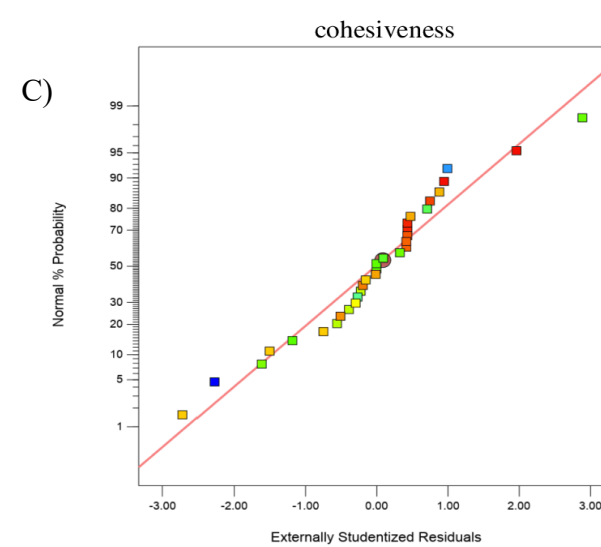 cohesiveness
C)
Normal % Probability
99
95
90
80
70
50
30
20
10
5
1
-3.00 -2.00 -1.00 0.00 1.00 2.00 3.00
Externally Studentized Residuals